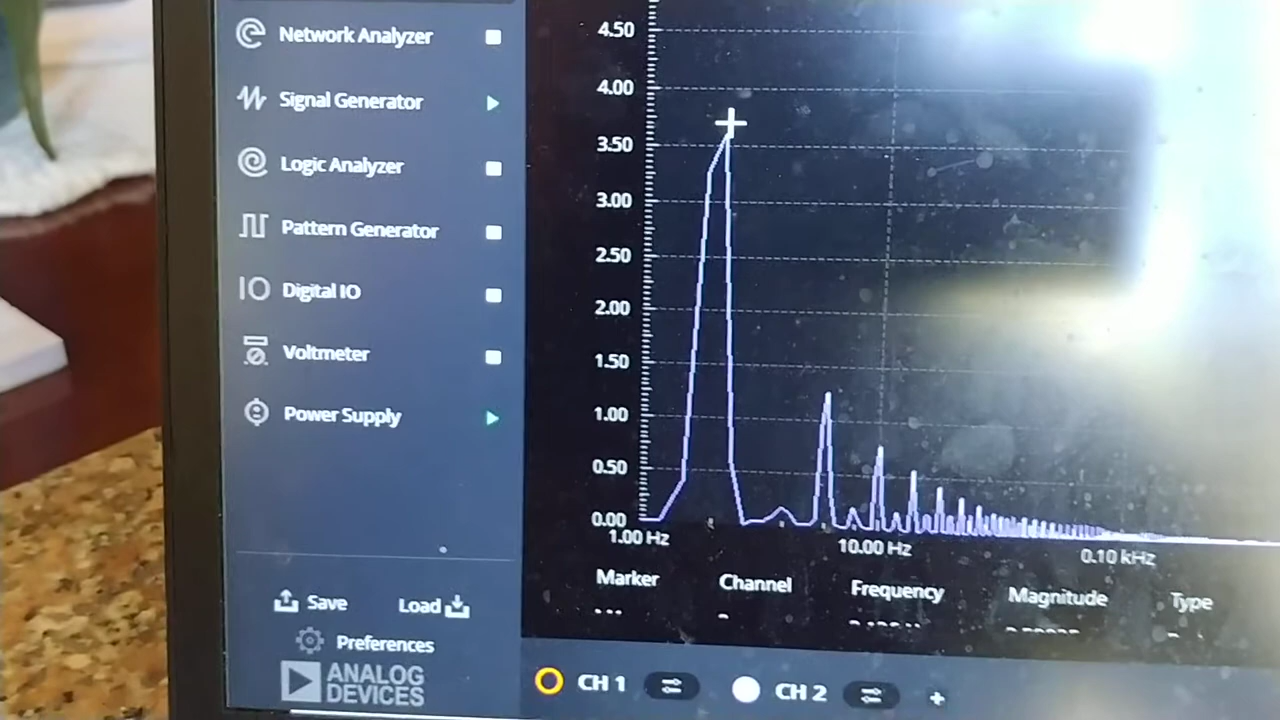 Network Analyzer
Signal Generator
Logic Analyzer
Pattern Generator
Digital IO
Voltmeter
Power Supply
Save Load
Preferences
ANALOG
DEVICES
4.50
4.00
3.50
3.00
2.50
2.00
1.50
1.00
0.50
0.00
1.00 Hz 10.00 Hz 0.10 kHz
Marker Channel Frequency Magnitude Type
CH 1 CH 2 +